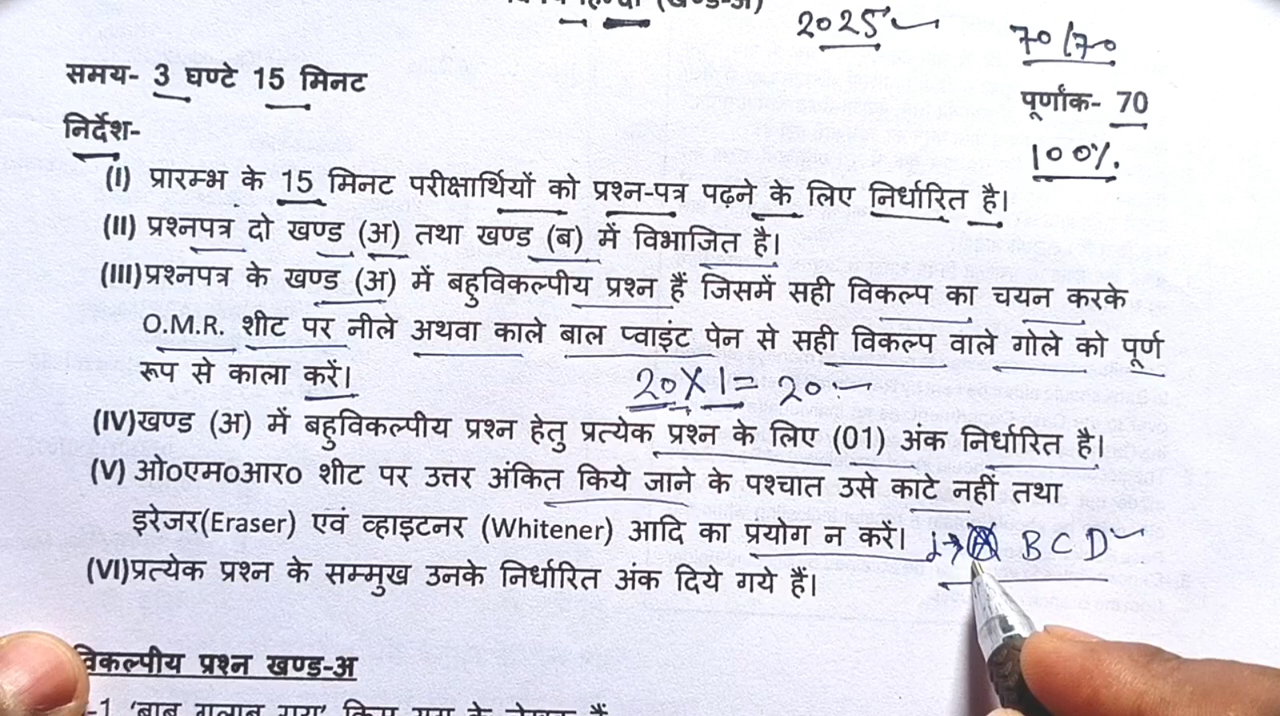 हिन्दी (खण्ड-अ)
2025
70/70
समय- 3 घण्टे 15 मिनट
पूर्णांक- 70
100%.
निर्देश-
(I) प्रारम्भ के 15 मिनट परीक्षार्थियों को प्रश्न-पत्र पढ़ने के लिए निर्धारित है।
(II) प्रश्नपत्र दो खण्ड (अ) तथा खण्ड (ब) में विभाजित है।
(III)प्रश्नपत्र के खण्ड (अ) में बहुविकल्पीय प्रश्न हैं जिसमें सही विकल्प का चयन करके
O.M.R. शीट पर नीले अथवा काले बाल प्वाइंट पेन से सही विकल्प वाले गोले को पूर्ण
रूप से काला करें।
20 X 1 = 20
(IV)खण्ड (अ) में बहुविकल्पीय प्रश्न हेतु प्रत्येक प्रश्न के लिए (01) अंक निर्धारित है।
(V) ओ0एम0आर0 शीट पर उत्तर अंकित किये जाने के पश्चात उसे काटे नहीं तथा
इरेजर(Eraser) एवं व्हाइटनर (Whitener) आदि का प्रयोग न करें।
A B C D
(VI)प्रत्येक प्रश्न के सम्मुख उनके निर्धारित अंक दिये गये हैं।
विकल्पीय प्रश्न खण्ड-अ